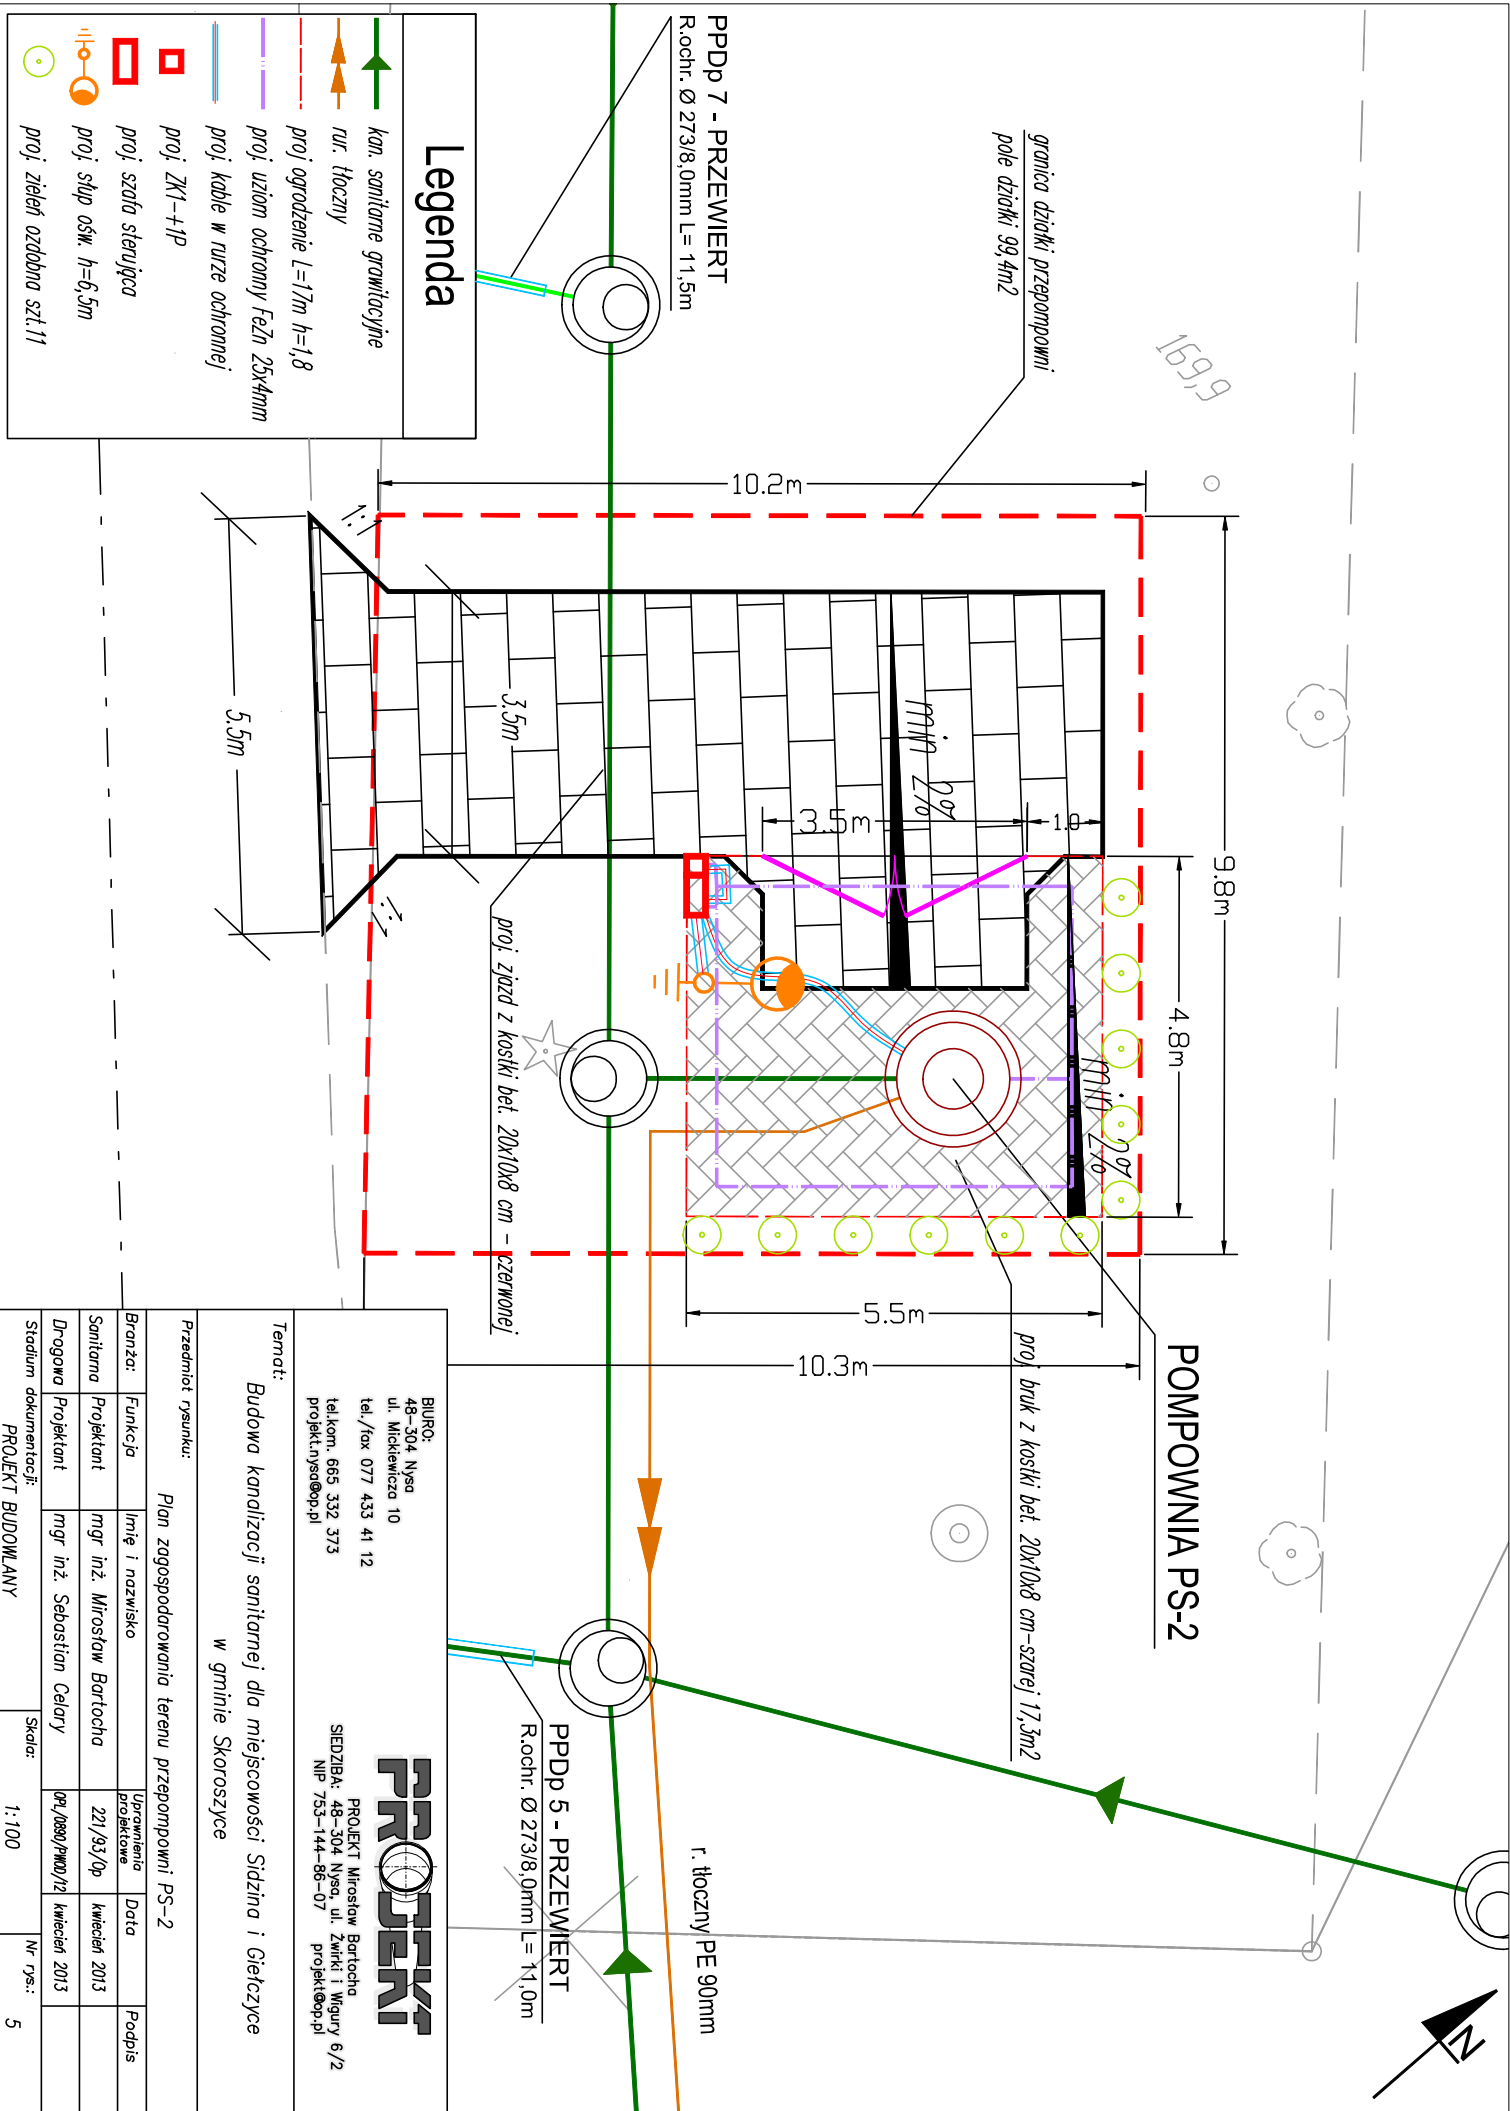 PPDp 7 - PRZEWIERT
R.ochr. Ø 273/8,0mm L= 11,5m
granica działki przepompowni
pole działki 99,4m2
169,9
Legenda
kan. sanitarne grawitacyjne
rur. tłoczny
proj ogrodzenie L=17m h=1,8
proj uziom ochronny FeZn 25x4mm
proj. kable w rurze ochronnej
proj. ZK1-+1P
proj. szafa sterująca
proj. słup ośw. h=6,5m
proj. zieleń ozdobna szt.11
10.2m
9.8m
1:1
5.5m
3.5m
min 2%
3.5m
1.0
4.8m
1:1
min 2%
proj. zjazd z kostki bet. 20x10x8 cm - czerwonej
5.5m
10.3m
POMPOWNIA PS-2
proj. bruk z kostki bet. 20x10x8 cm-szarej 17,3m2
PPDp 5 - PRZEWIERT
R.ochr. Ø 273/8,0mm L= 11,0m
r. tłoczny PE 90mm
N
BIURO:
48-304 Nysa
ul. Mickiewicza 10
tel./fax 077 433 41 12
tel.kom. 665 332 373
projekt.nysa@op.pl
PROJEKT
PROJEKT Mirosław Bartocha
SIEDZIBA: 48-304 Nysa, ul. Żwirki i Wigury 6/2
NIP 753-144-86-07 projekt@op.pl
Temat:
Budowa kanalizacji sanitarnej dla miejscowości Sidzina i Giełczyce
w gminie Skoroszyce
Przedmiot rysunku:
Plan zagospodarowania terenu przepompowni PS-2
Branża: Funkcja Imię i nazwisko Uprawnienia projektowe Data Podpis
Sanitarna Projektant mgr inż. Mirosław Bartocha 221/93/Op kwiecień 2013
Drogowa Projektant mgr inż. Sebastian Celary OPL/0890/PWOD/12 kwiecień 2013
Stadium dokumentacji: Skala: Nr rys.:
PROJEKT BUDOWLANY 1:100 5